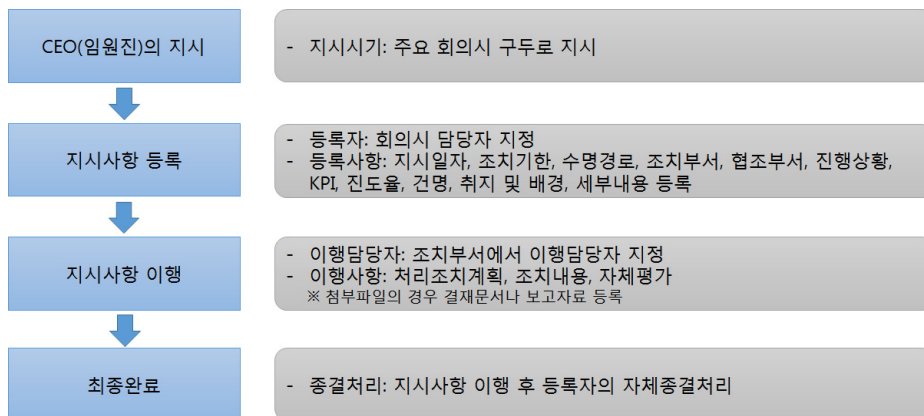 CEO(임원진)의 지시
- 지시시기: 주요 회의시 구두로 지시
지시사항 등록
- 등록자: 회의시 담당자 지정
- 등록사항: 지시일자, 조치기한, 수명경로, 조치부서, 협조부서, 진행상황,
KPI, 진도율, 건명, 취지 및 배경, 세부내용 등록
지시사항 이행
- 이행담당자: 조치부서에서 이행담당자 지정
- 이행사항: 처리조치계획, 조치내용, 자체평가
※ 첨부파일의 경우 결재문서나 보고자료 등록
최종완료
- 종결처리: 지시사항 이행 후 등록자의 자체종결처리